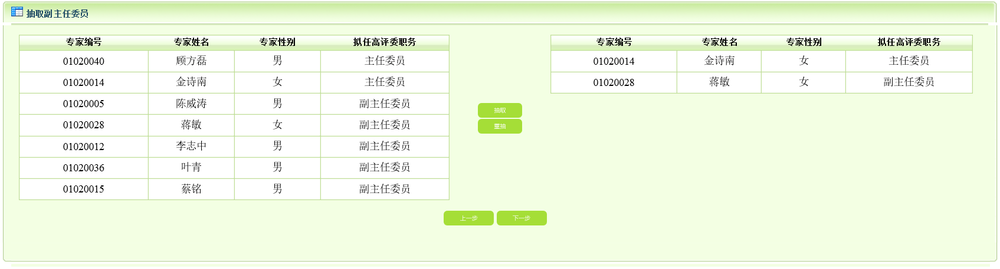 抽取副主任委员
专家编号 专家姓名 专家性别 拟任高评委职务
01020040 顾方磊 男 主任委员
01020014 金诗南 女 主任委员
01020005 陈威涛 男 副主任委员
01020028 蒋敏 女 副主任委员
01020012 李志中 男 副主任委员
01020036 叶青 男 副主任委员
01020015 蔡铭 男 副主任委员
抽取
重抽
专家编号 专家姓名 专家性别 拟任高评委职务
01020014 金诗南 女 主任委员
01020028 蒋敏 女 副主任委员
上一步 下一步